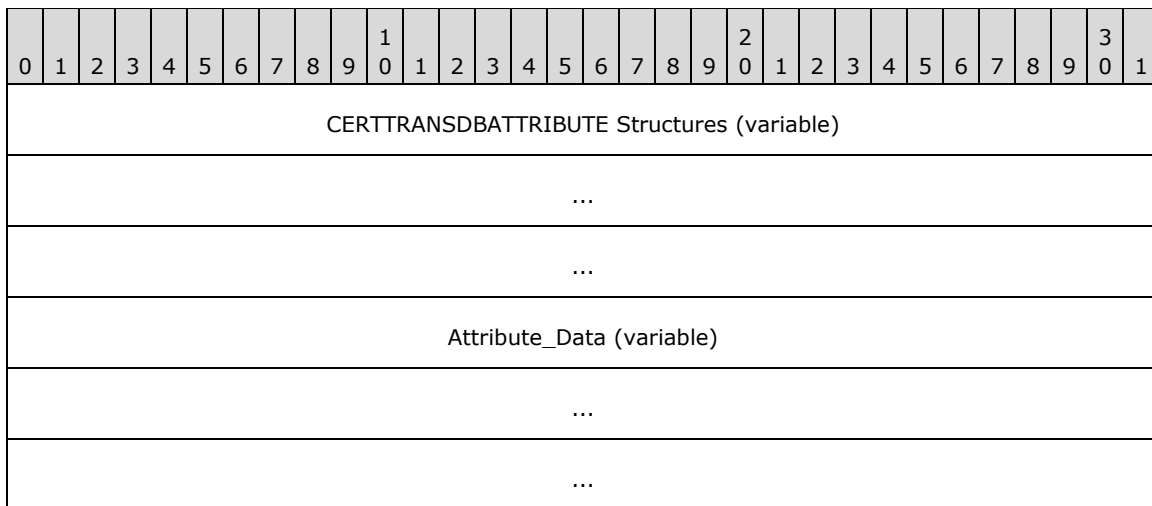 1 2 3
0 1 2 3 4 5 6 7 8 9 0 1 2 3 4 5 6 7 8 9 0 1 2 3 4 5 6 7 8 9 0 1
CERTTRANSDBATTRIBUTE Structures (variable)
...
...
Attribute_Data (variable)
...
...